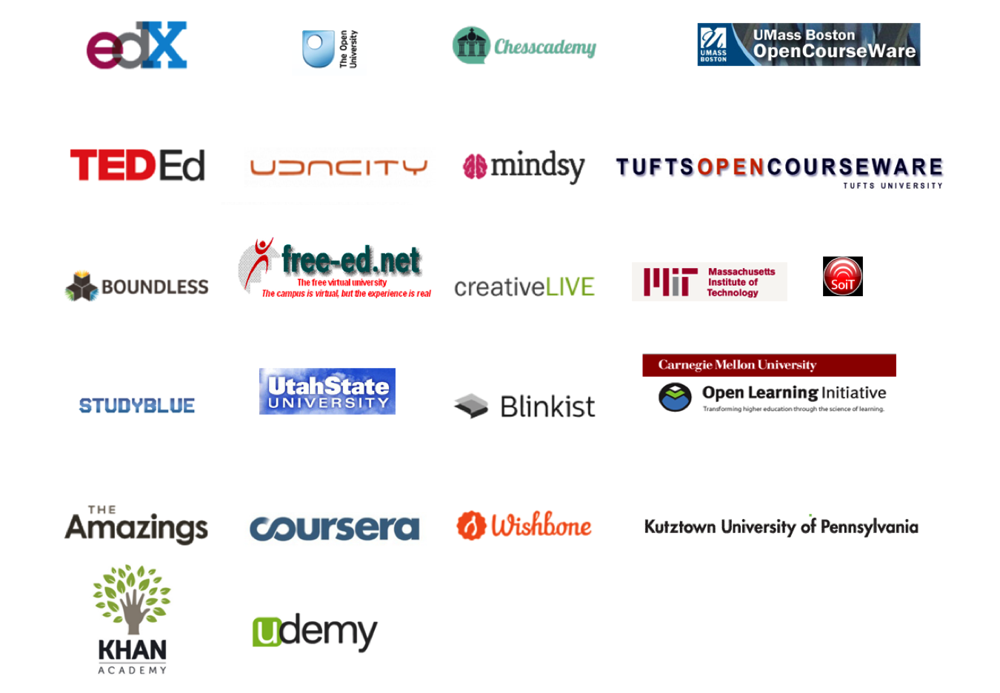 edX
The Open
University
Chesscademy
UMASS
BOSTON
UMass Boston
OpenCourseWare
TEDEd
UDACITY
mindsy
TUFTSOPENCOURSEWARE
TUFTS UNIVERSITY
BOUNDLESS
free-ed.net
The free virtual university
The campus is virtual, but the experience is real
creativeLIVE
MIT
Massachusetts
Institute of
Technology
SoiT
STUDYBLUE
UtahState
UNIVERSITY
Blinkist
Carnegie Mellon University
Open Learning Initiative
Transforming higher education through the science of learning.
THE
Amazings
coursera
Wishbone
Kutztown University of Pennsylvania
KHAN
ACADEMY
udemy